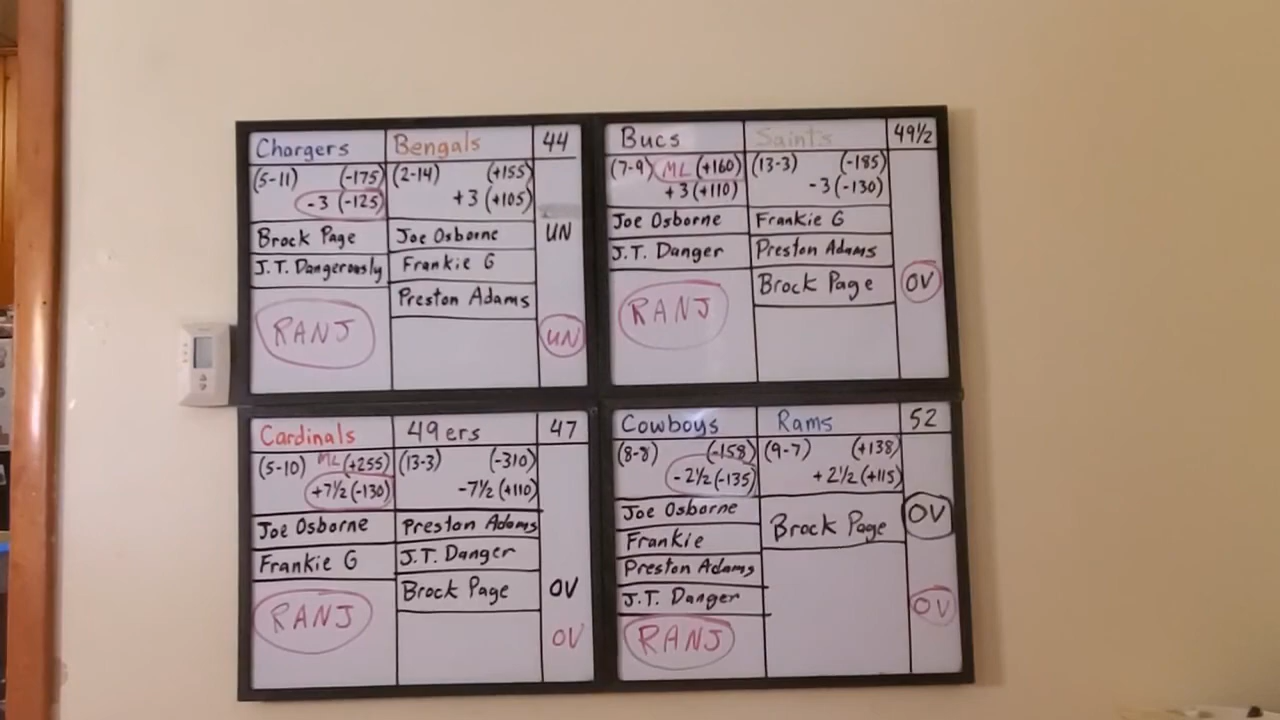 Chargers Bengals 44
(5-11) (-175) (2-14) (+155)
-3 (-125) +3 (+105)
Brock Page Joe Osborne UN
J.T. Dangerously Frankie G
Preston Adams
RANJ UN
Bucs Saints 49½
(7-9) ML (+160) (13-3) (-185)
+3 (+110) -3 (-130)
Joe Osborne Frankie G
J.T. Danger Preston Adams
Brock Page OV
RANJ
Cardinals 49ers 47
(5-10) ML (+255) (13-3) (-310)
+7½ (-130) -7½ (+110)
Joe Osborne Preston Adams
Frankie G J.T. Danger
Brock Page OV
RANJ OV
Cowboys Rams 52
(8-8) (-158) (9-7) (+138)
-2½ (-135) +2½ (+115)
Joe Osborne Brock Page OV
Frankie
Preston Adams
J.T. Danger OV
RANJ